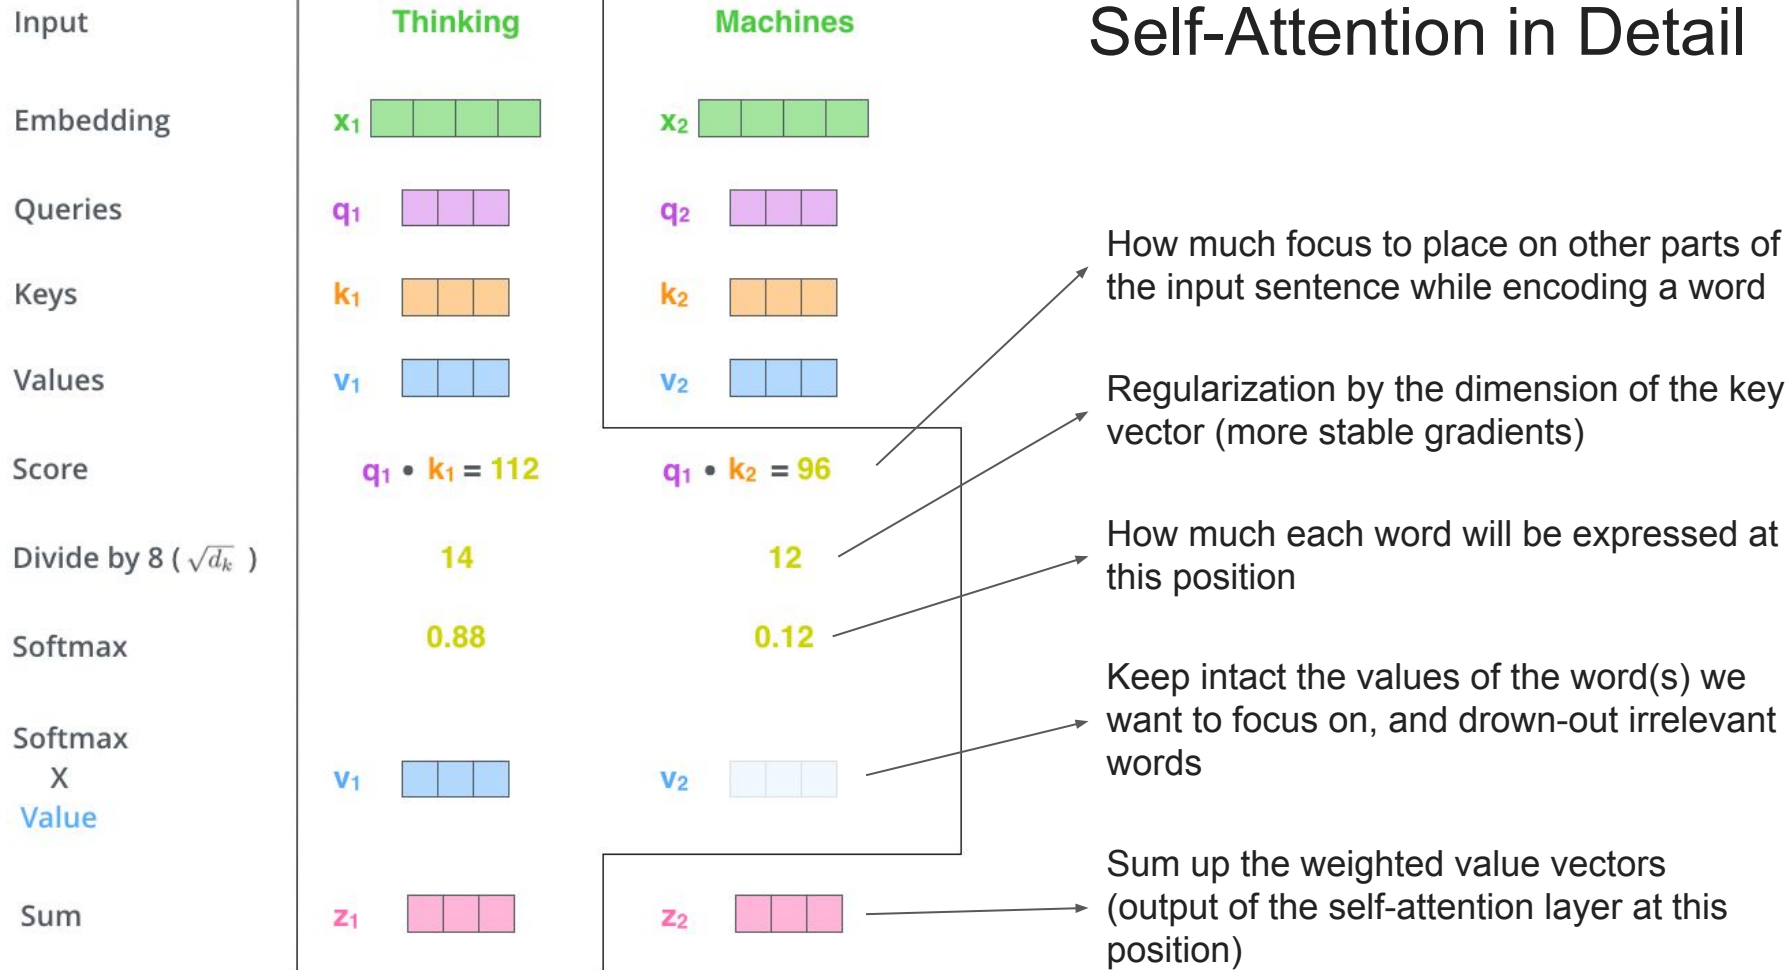 Self-Attention in Detail
Input Thinking Machines
Embedding x₁ x₂
Queries q₁ q₂
Keys k₁ k₂
Values v₁ v₂
Score q₁ • k₁ = 112 q₁ • k₂ = 96
Divide by 8 ( √dₖ ) 14 12
Softmax 0.88 0.12
Softmax
X
Value
v₁ v₂
Sum z₁ z₂
How much focus to place on other parts of
the input sentence while encoding a word
Regularization by the dimension of the key
vector (more stable gradients)
How much each word will be expressed at
this position
Keep intact the values of the word(s) we
want to focus on, and drown-out irrelevant
words
Sum up the weighted value vectors
(output of the self-attention layer at this
position)